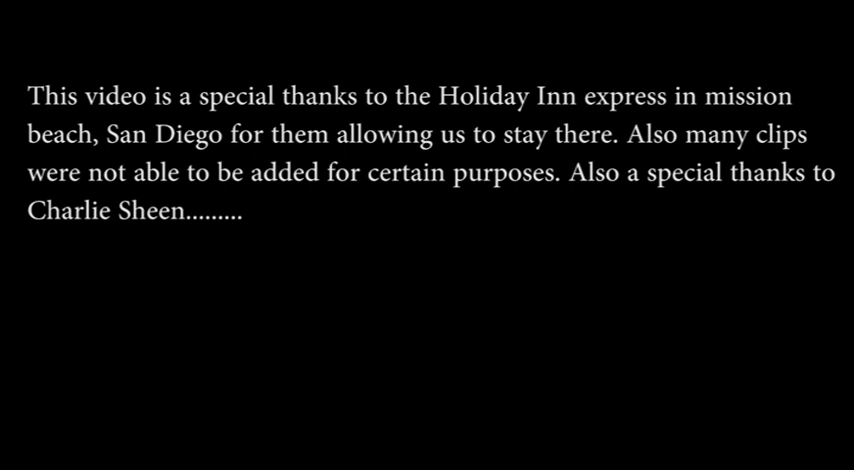 This video is a special thanks to the Holiday Inn express in mission
beach, San Diego for them allowing us to stay there. Also many clips
were not able to be added for certain purposes. Also a special thanks to
Charlie Sheen.........